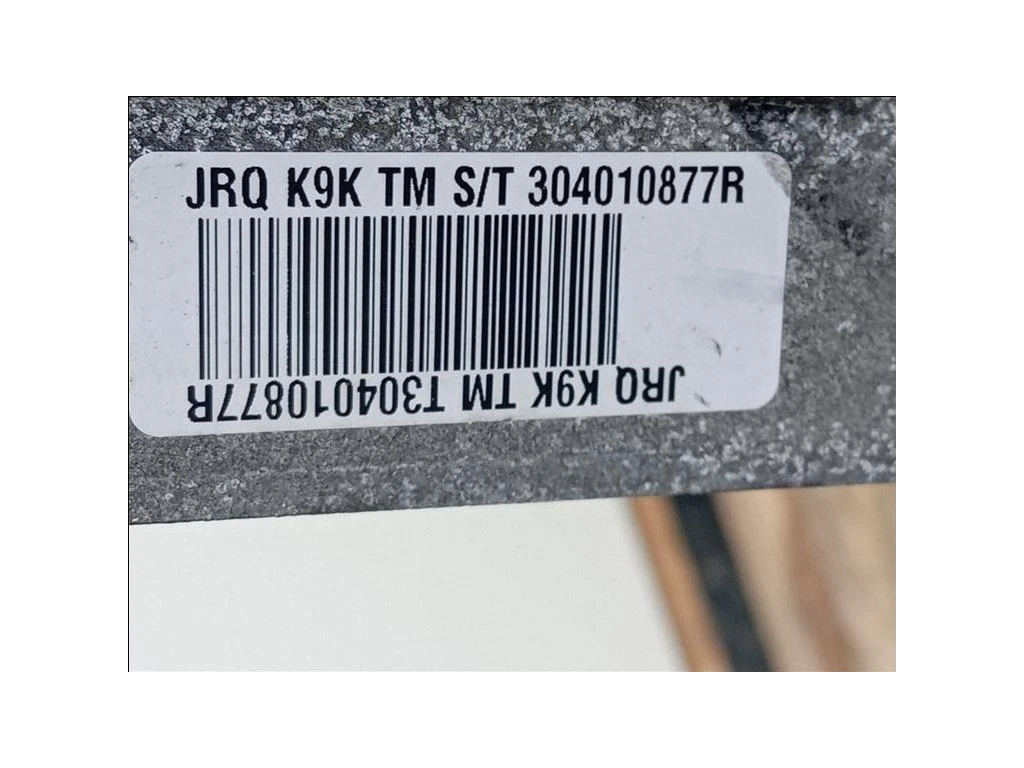 JRQ K9K TM S/T 304010877R
JRQ K9K TM T304010877R